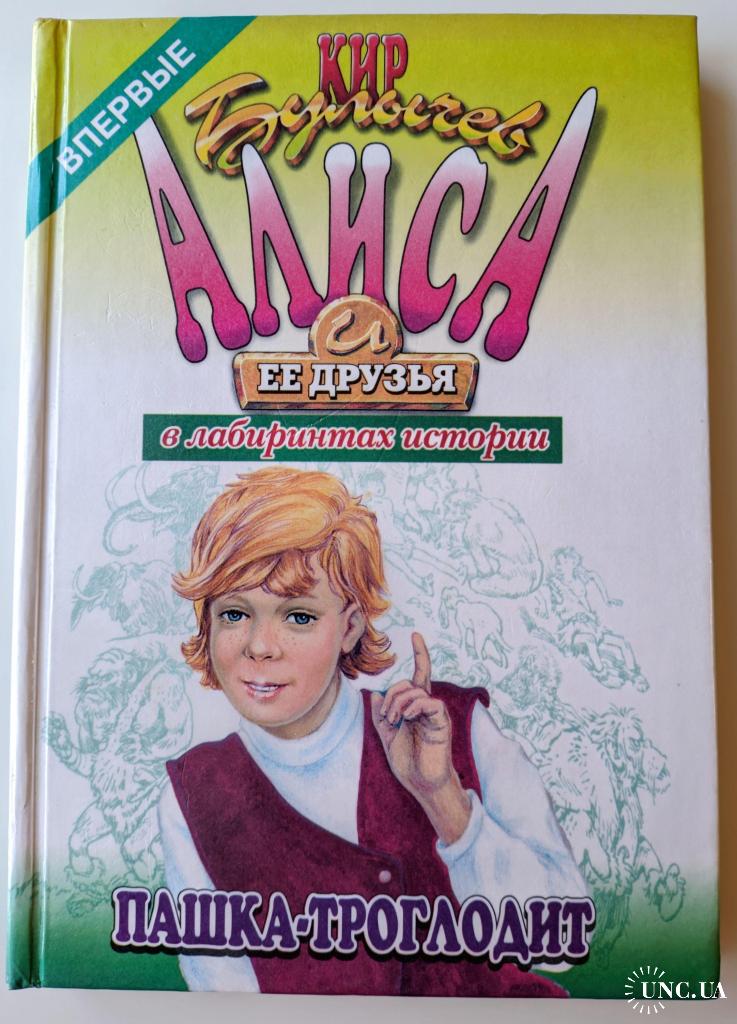 ВПЕРВЫЕ
КИР
Булычев
АЛИСА
и
ЕЕ ДРУЗЬЯ
в лабиринтах истории
ПАШКА-ТРОГЛОДИТ
UNC.UA